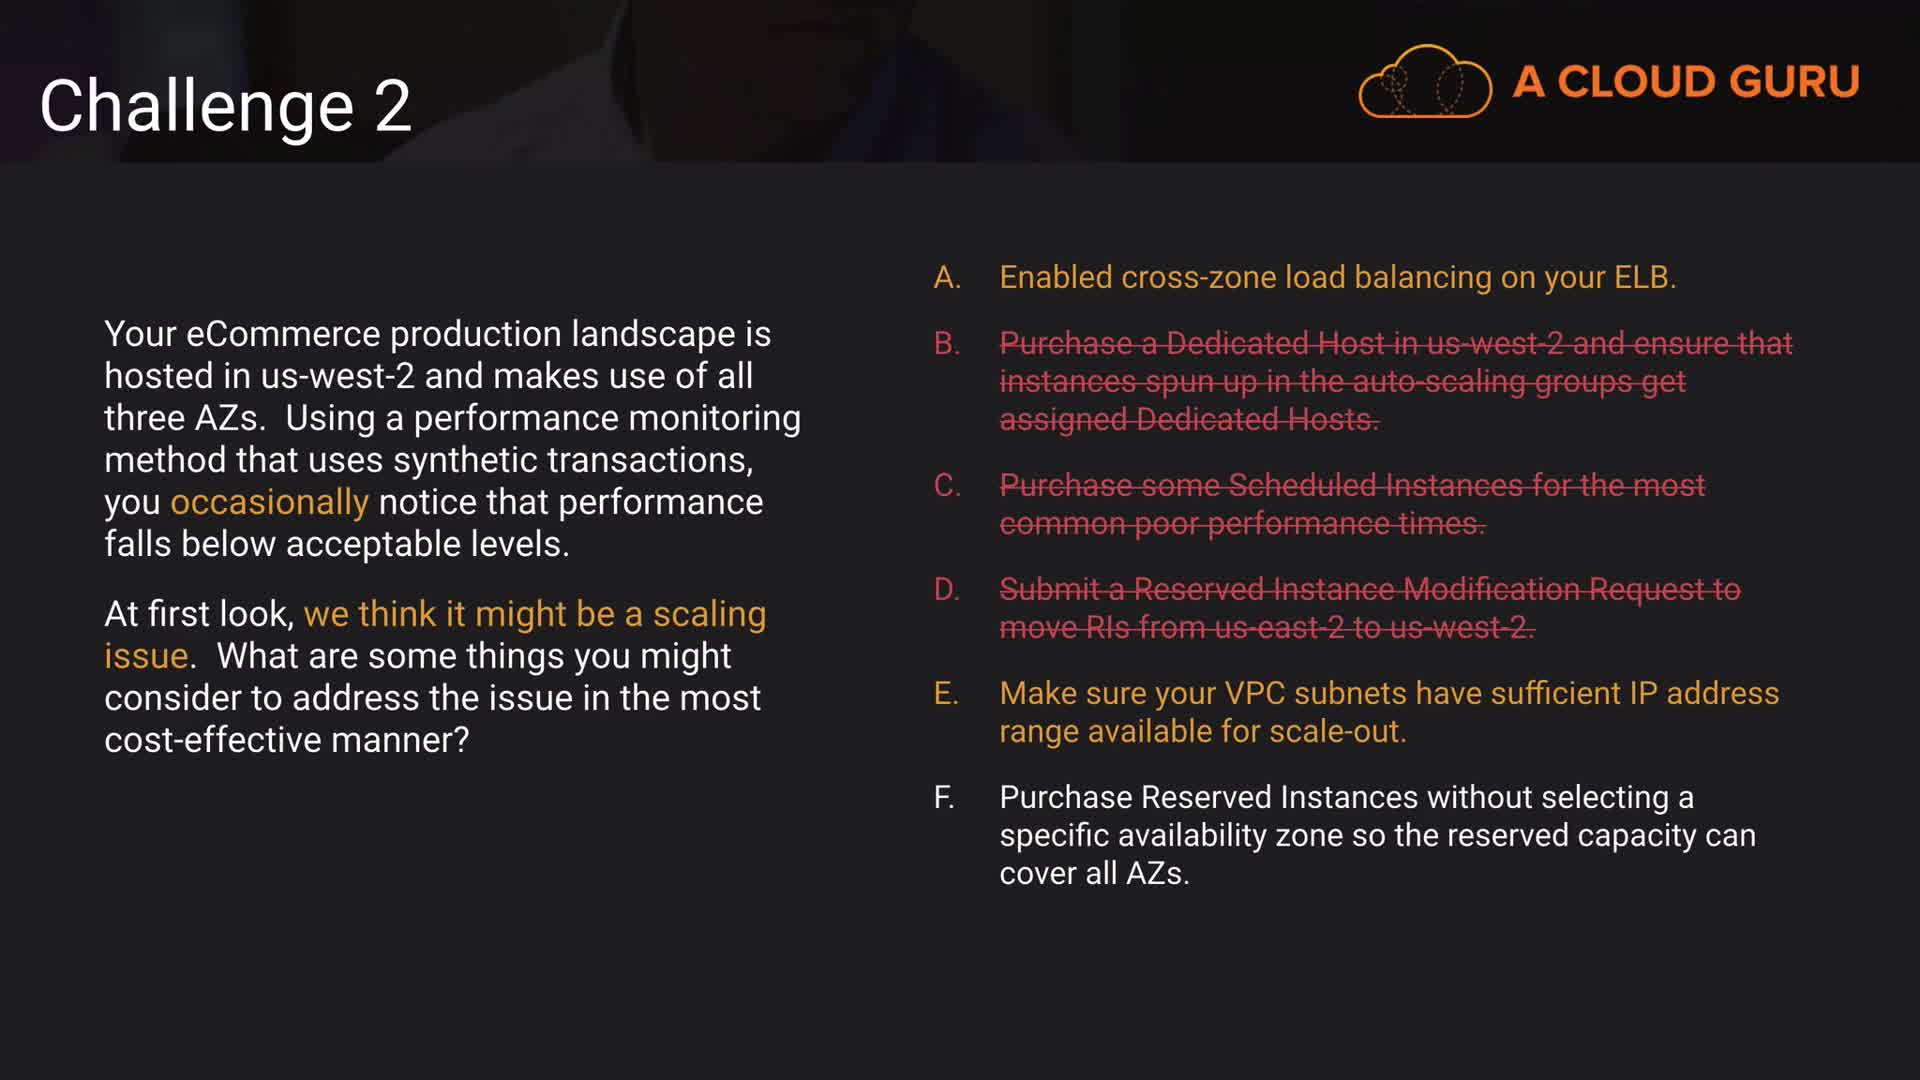 Challenge 2
A CLOUD GURU
Your eCommerce production landscape is
hosted in us-west-2 and makes use of all
three AZs.  Using a performance monitoring
method that uses synthetic transactions,
you occasionally notice that performance
falls below acceptable levels.
At first look, we think it might be a scaling
issue.  What are some things you might
consider to address the issue in the most
cost-effective manner?
A. Enabled cross-zone load balancing on your ELB.
B. Purchase a Dedicated Host in us-west-2 and ensure that
instances spun up in the auto-scaling groups get
assigned Dedicated Hosts.
C. Purchase some Scheduled Instances for the most
common poor performance times.
D. Submit a Reserved Instance Modification Request to
move RIs from us-east-2 to us-west-2.
E. Make sure your VPC subnets have sufficient IP address
range available for scale-out.
F. Purchase Reserved Instances without selecting a
specific availability zone so the reserved capacity can
cover all AZs.